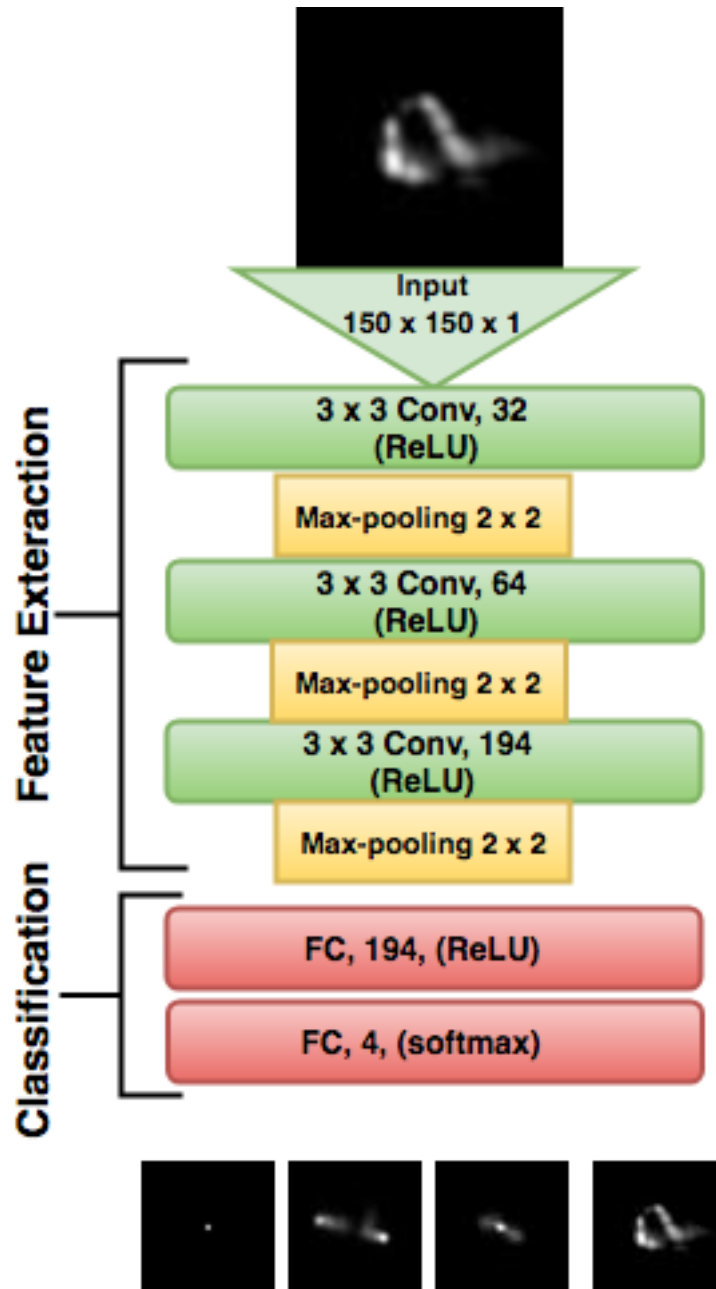 Input
150 x 150 x 1
Feature Exteraction
3 x 3 Conv, 32
(ReLU)
Max-pooling 2 x 2
3 x 3 Conv, 64
(ReLU)
Max-pooling 2 x 2
3 x 3 Conv, 194
(ReLU)
Max-pooling 2 x 2
Classification
FC, 194, (ReLU)
FC, 4, (softmax)